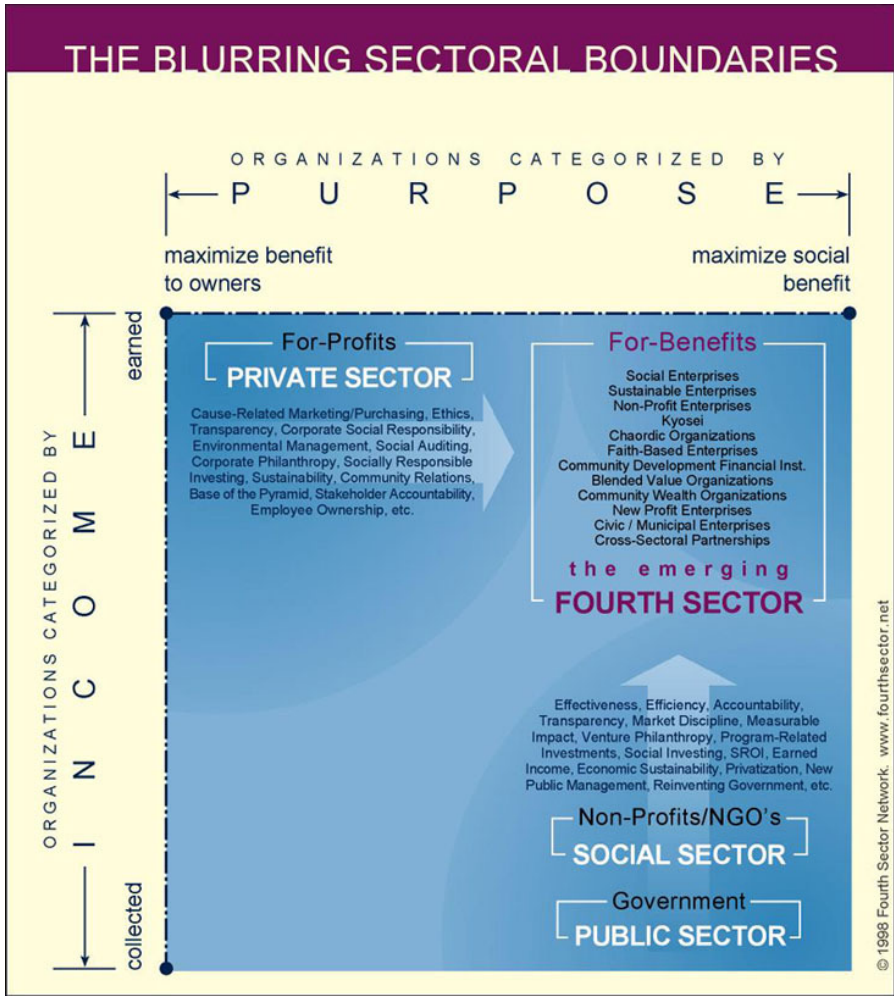 THE BLURRING SECTORAL BOUNDARIES
ORGANIZATIONS CATEGORIZED BY
PURPOSE
maximize benefit
to owners
maximize social
benefit
ORGANIZATIONS CATEGORIZED BY
INCOME
earned
collected
For-Profits
PRIVATE SECTOR
Cause-Related Marketing/Purchasing, Ethics,
Transparency, Corporate Social Responsibility,
Environmental Management, Social Auditing,
Corporate Philanthropy, Socially Responsible
Investing, Sustainability, Community Relations,
Base of the Pyramid, Stakeholder Accountability,
Employee Ownership, etc.
For-Benefits
Social Enterprises
Sustainable Enterprises
Non-Profit Enterprises
Kyosei
Chaordic Organizations
Faith-Based Enterprises
Community Development Financial Inst.
Blended Value Organizations
Community Wealth Organizations
New Profit Enterprises
Civic / Municipal Enterprises
Cross-Sectoral Partnerships
the emerging
FOURTH SECTOR
Effectiveness, Efficiency, Accountability,
Transparency, Market Discipline, Measurable
Impact, Venture Philanthropy, Program-Related
Investments, Social Investing, SROI, Earned
Income, Economic Sustainability, Privatization, New
Public Management, Reinventing Government, etc.
Non-Profits/NGO's
SOCIAL SECTOR
Government
PUBLIC SECTOR
© 1998 Fourth Sector Network. www.fourthsector.net